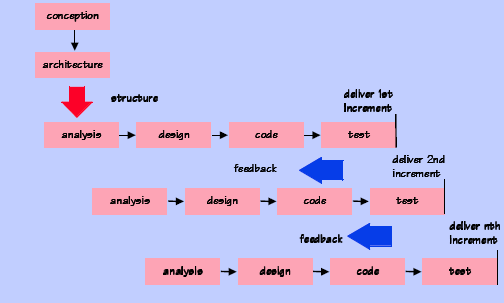 conception
architecture
structure
deliver 1st
Increment
analysis
design
code
test
feedback
deliver 2nd
increment
analysis
design
code
test
feedback
deliver nth
Increment
analysis
design
code
test